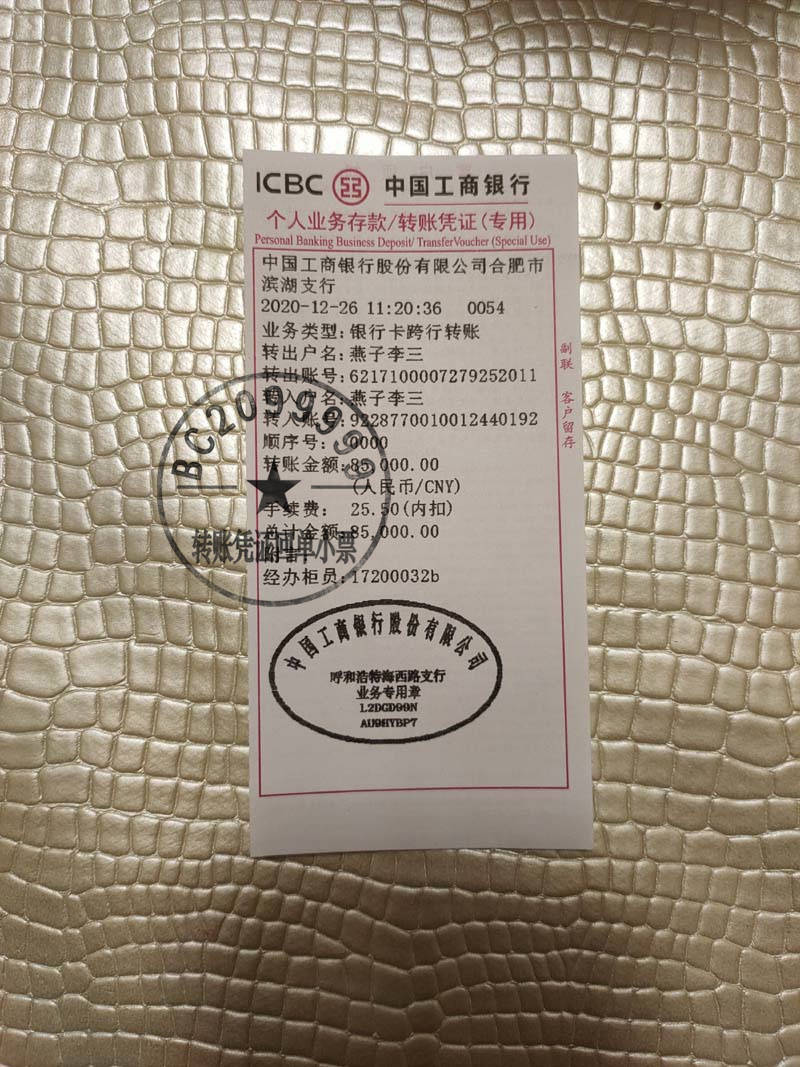 ICBC 中国工商银行
个人业务存款/转账凭证(专用)
Personal Banking Business Deposit/ TransferVoucher (Special Use)
中国工商银行股份有限公司合肥市
滨湖支行
2020-12-26 11:20:36 0054
业务类型:银行卡跨行转账
转出户名:燕子李三
转出账号:6217100007279252011
转入户名:燕子李三
转入账号:9228770010012440192
顺序号: 0000
转账金额:85,000.00
(人民币/CNY)
手续费: 25.50(内扣)
总计金额:85,000.00
附言:
经办柜员:17200032b
副联 客户留存
BC2099999
转账凭证回单小票
中国工商银行股份有限公司
呼和浩特海西路支行
业务专用章
L2DGD99N
AU9HYBP7